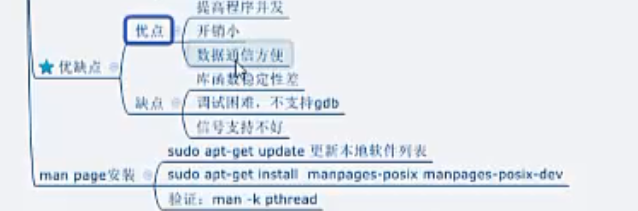 提高程序并发
优点
开销小
数据通信方便
优缺点
库函数稳定性差
缺点
调试困难，不支持gdb
信号支持不好
sudo apt-get update 更新本地软件列表
man page安装
sudo apt-get install manpages-posix manpages-posix-dev
验证：man -k pthread